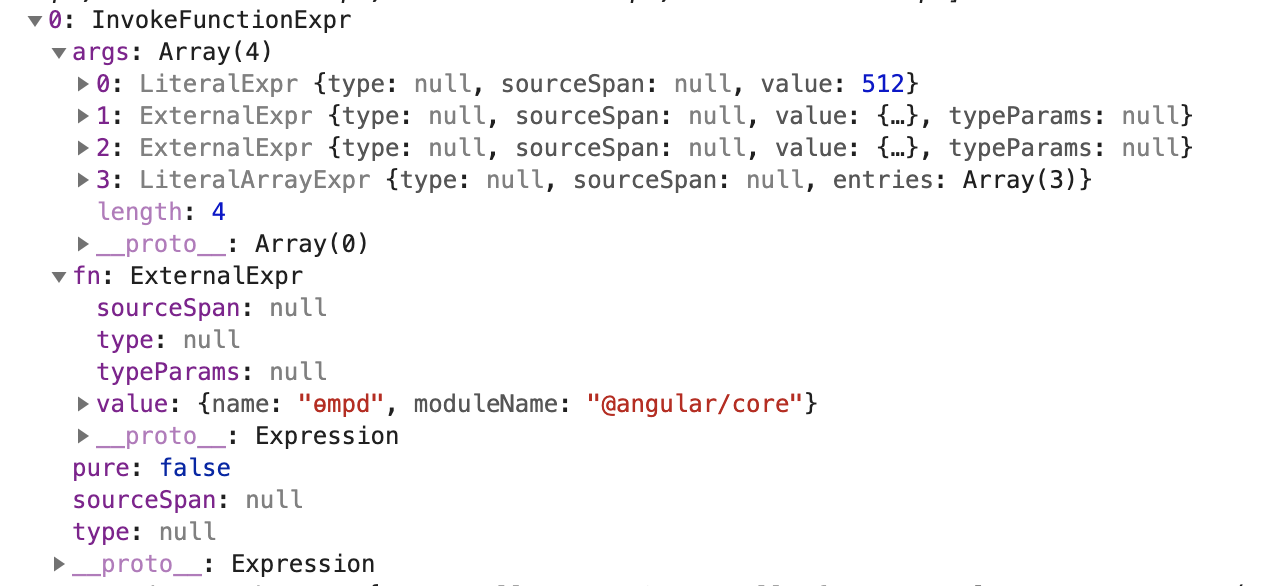 ▼0: InvokeFunctionExpr
▼args: Array(4)
▶0: LiteralExpr {type: null, sourceSpan: null, value: 512}
▶1: ExternalExpr {type: null, sourceSpan: null, value: {…}, typeParams: null}
▶2: ExternalExpr {type: null, sourceSpan: null, value: {…}, typeParams: null}
▶3: LiteralArrayExpr {type: null, sourceSpan: null, entries: Array(3)}
length: 4
▶__proto__: Array(0)
▼fn: ExternalExpr
sourceSpan: null
type: null
typeParams: null
▶value: {name: "ɵmpd", moduleName: "@angular/core"}
▶__proto__: Expression
pure: false
sourceSpan: null
type: null
▶__proto__: Expression